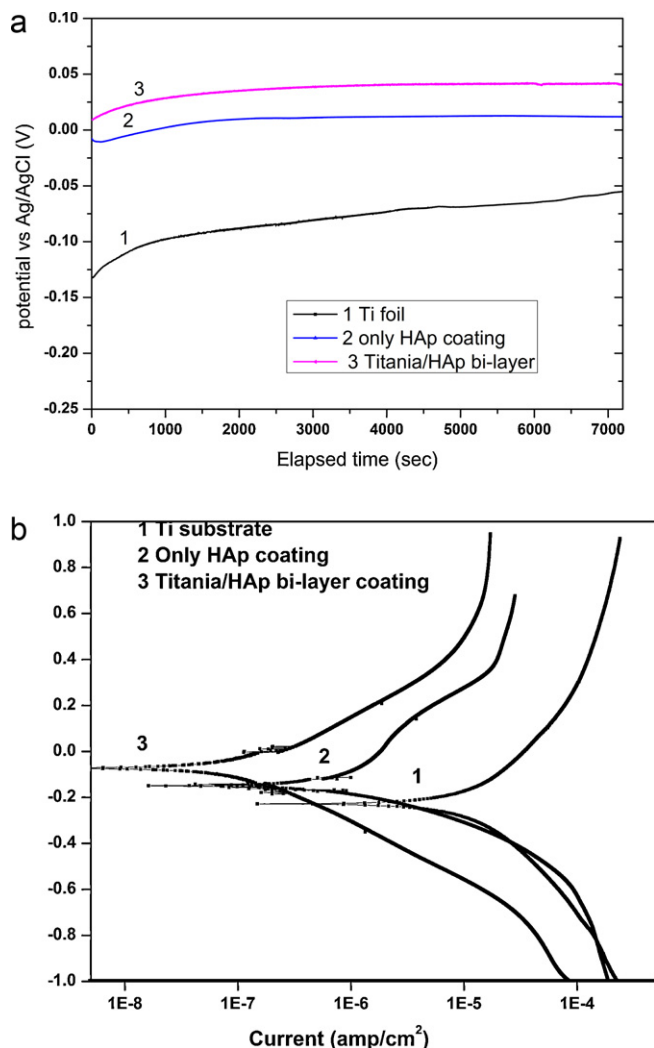 a
0.10
0.05
0.00
-0.05
-0.10
-0.15
-0.20
-0.25
potential vs Ag/AgCl (V)
3
2
1
1 Ti foil
2 only HAp coating
3 Titania/HAp bi-layer
0 1000 2000 3000 4000 5000 6000 7000
Elapsed time (sec)
b
1 Ti substrate
2 Only HAp coating
3 Titania/HAp bi-layer coating
1.0
0.8
0.6
0.4
0.2
0.0
-0.2
-0.4
-0.6
-0.8
-1.0
3
2
1
1E-8 1E-7 1E-6 1E-5 1E-4
Current (amp/cm²)